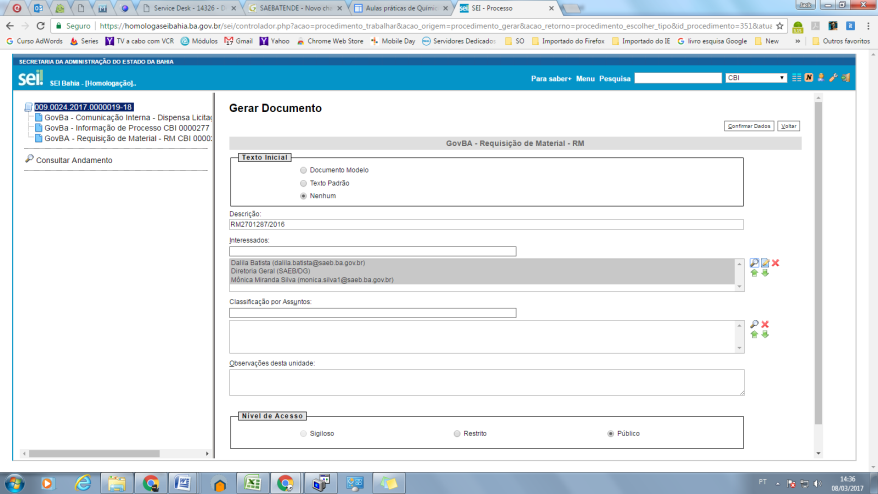 Service Desk - 14326 - D
SAEBATENDE - Novo ch
Aulas práticas de Químic
SEI - Processo
Seguro
https://homologaseibahia.ba.gov.br/sei/controlador.php?acao=procedimento_trabalhar&acao_origem=procedimento_gerar&acao_retorno=procedimento_escolher_tipo&id_procedimento=351&atua
Curso AdWords Series TV a cabo com VCR Módulos Gmail Yahoo Chrome Web Store Mobile Day Servidores Dedicados SO Importado do Firefox Importado do IE livro esquisa Google New » Outros favoritos
SECRETARIA DA ADMINISTRAÇÃO DO ESTADO DA BAHIA
sei! SEI Bahia - [Homologação]..
Para saber+ Menu Pesquisa CBI
009.0024.2017.0000019-18
GovBa - Comunicação Interna - Dispensa Licitaç
GovBa - Informação de Processo CBI 0000277
GovBA - Requisição de Material - RM CBI 0000:
Consultar Andamento
Gerar Documento
Confirmar Dados Voltar
GovBA - Requisição de Material - RM
Texto Inicial
Documento Modelo
Texto Padrão
Nenhum
Descrição:
RM2701287/2016
Interessados:
Dalila Batista (dalila.batista@saeb.ba.gov.br)
Diretoria Geral (SAEB/DG)
Mônica Miranda Silva (monica.silva1@saeb.ba.gov.br)
Classificação por Assuntos:
Observações desta unidade:
Nível de Acesso
Sigiloso Restrito Público
PT
14:36
08/03/2017